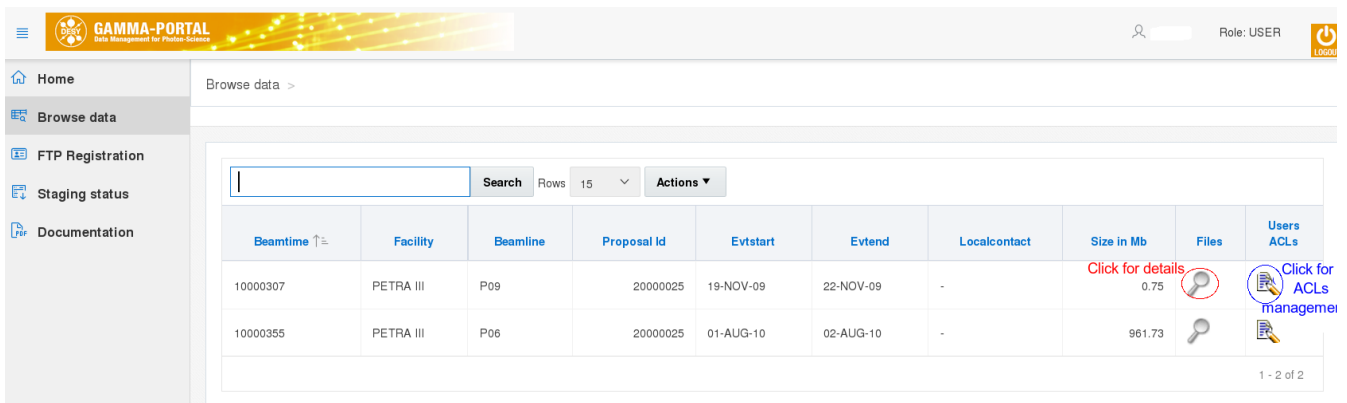 DESY GAMMA-PORTAL
Data Management for Photon-Science
Role: USER
LOGOU
Home
Browse data
FTP Registration
Staging status
Documentation
PDF
Browse data >
Search Rows 15 Actions
Beamtime Facility Beamline Proposal Id Evtstart Evtend Localcontact Size in Mb Files Users ACLs
Click for details
Click for ACLs managemen
10000307 PETRA III P09 20000025 19-NOV-09 22-NOV-09 - 0.75
10000355 PETRA III P06 20000025 01-AUG-10 02-AUG-10 - 961.73
1 - 2 of 2